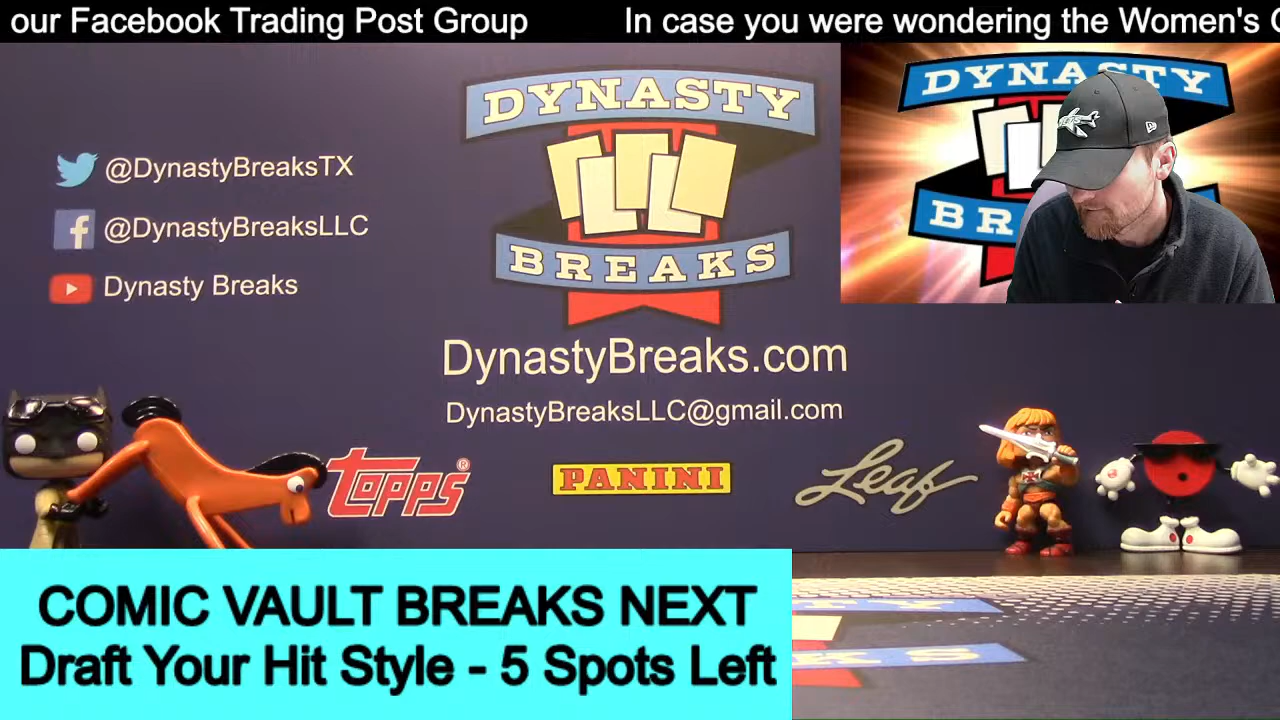 our Facebook Trading Post Group In case you were wondering the Women's
DYNASTY
BREAKS
@DynastyBreaksTX
@DynastyBreaksLLC
Dynasty Breaks
DynastyBreaks.com
DynastyBreaksLLC@gmail.com
topps®
PANINI
Leaf
DYNASTY
BR
COMIC VAULT BREAKS NEXT
Draft Your Hit Style - 5 Spots Left